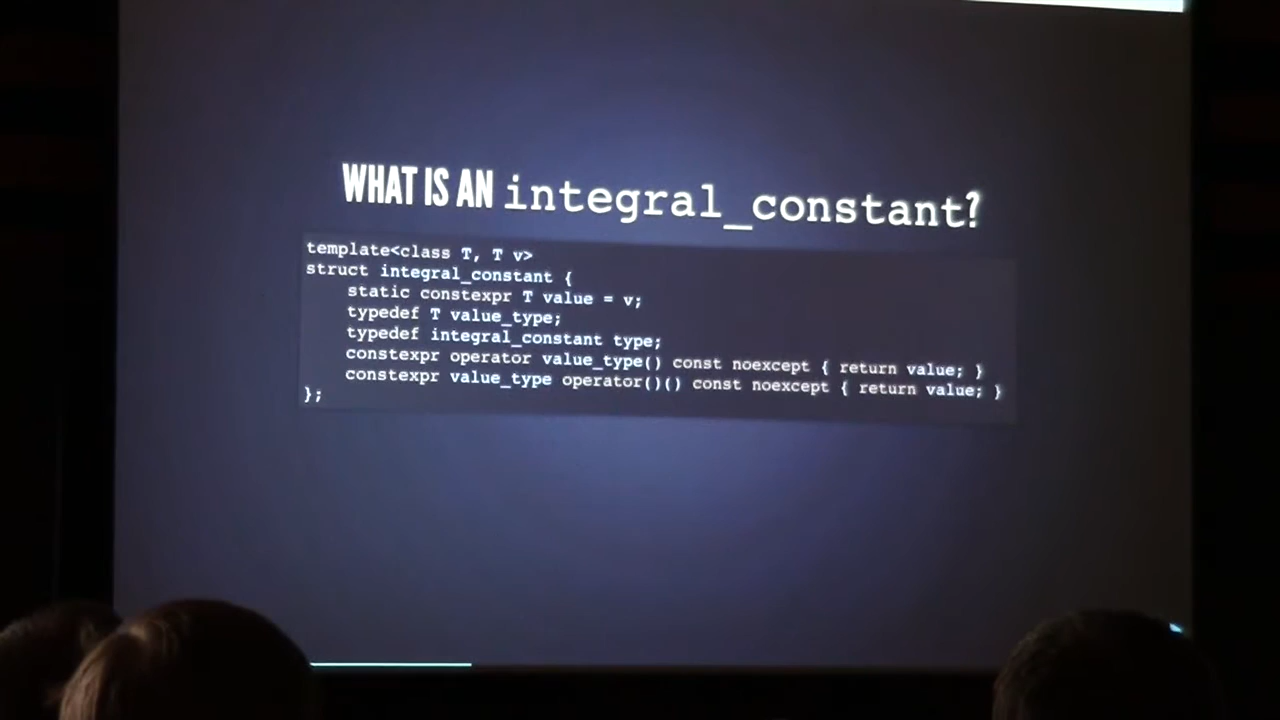 WHAT IS AN integral_constant?
template<class T, T v>
struct integral_constant {
    static constexpr T value = v;
    typedef T value_type;
    typedef integral_constant type;
    constexpr operator value_type() const noexcept { return value; }
    constexpr value_type operator()() const noexcept { return value; }
};